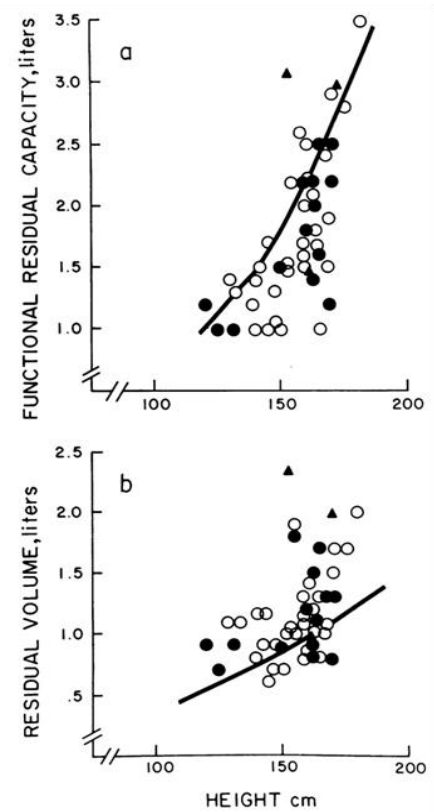 a
FUNCTIONAL RESIDUAL CAPACITY, liters
3.5
3.0
2.5
2.0
1.5
1.0
100 150 200
b
RESIDUAL VOLUME, liters
2.5
2.0
1.5
1.0
.5
100 150 200
HEIGHT cm